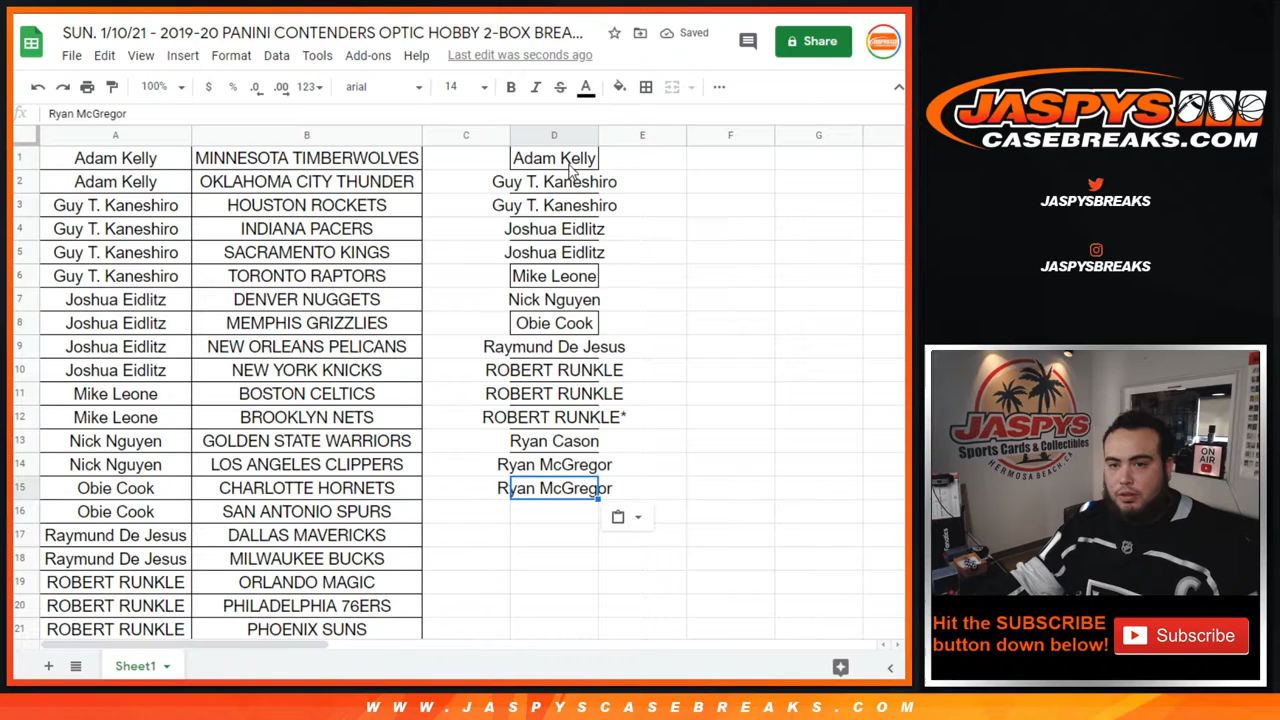 SUN. 1/10/21 - 2019-20 PANINI CONTENDERS OPTIC HOBBY 2-BOX BREA...
Saved
Share
File Edit View Insert Format Data Tools Add-ons Help Last edit was seconds ago
100% $ % .0 .00 123 arial 14 B I S A
fx Ryan McGregor
A B C D E F G
1 Adam Kelly MINNESOTA TIMBERWOLVES Adam Kelly
2 Adam Kelly OKLAHOMA CITY THUNDER Guy T. Kaneshiro
3 Guy T. Kaneshiro HOUSTON ROCKETS Guy T. Kaneshiro
4 Guy T. Kaneshiro INDIANA PACERS Joshua Eidlitz
5 Guy T. Kaneshiro SACRAMENTO KINGS Joshua Eidlitz
6 Guy T. Kaneshiro TORONTO RAPTORS Mike Leone
7 Joshua Eidlitz DENVER NUGGETS Nick Nguyen
8 Joshua Eidlitz MEMPHIS GRIZZLIES Obie Cook
9 Joshua Eidlitz NEW ORLEANS PELICANS Raymund De Jesus
10 Joshua Eidlitz NEW YORK KNICKS ROBERT RUNKLE
11 Mike Leone BOSTON CELTICS ROBERT RUNKLE
12 Mike Leone BROOKLYN NETS ROBERT RUNKLE*
13 Nick Nguyen GOLDEN STATE WARRIORS Ryan Cason
14 Nick Nguyen LOS ANGELES CLIPPERS Ryan McGregor
15 Obie Cook CHARLOTTE HORNETS Ryan McGregor
16 Obie Cook SAN ANTONIO SPURS
17 Raymund De Jesus DALLAS MAVERICKS
18 Raymund De Jesus MILWAUKEE BUCKS
19 ROBERT RUNKLE ORLANDO MAGIC
20 ROBERT RUNKLE PHILADELPHIA 76ERS
21 ROBERT RUNKLE PHOENIX SUNS
Sheet1
JASPYS
CASEBREAKS.COM
JASPYSBREAKS
JASPYSBREAKS
JASPYS
Sports Cards & Collectibles
HERMOSA BEACH, CA
ON AIR
Fanatics
C
Hit the SUBSCRIBE
button down below!
Subscribe
WWW.JASPYSCASEBREAKS.COM